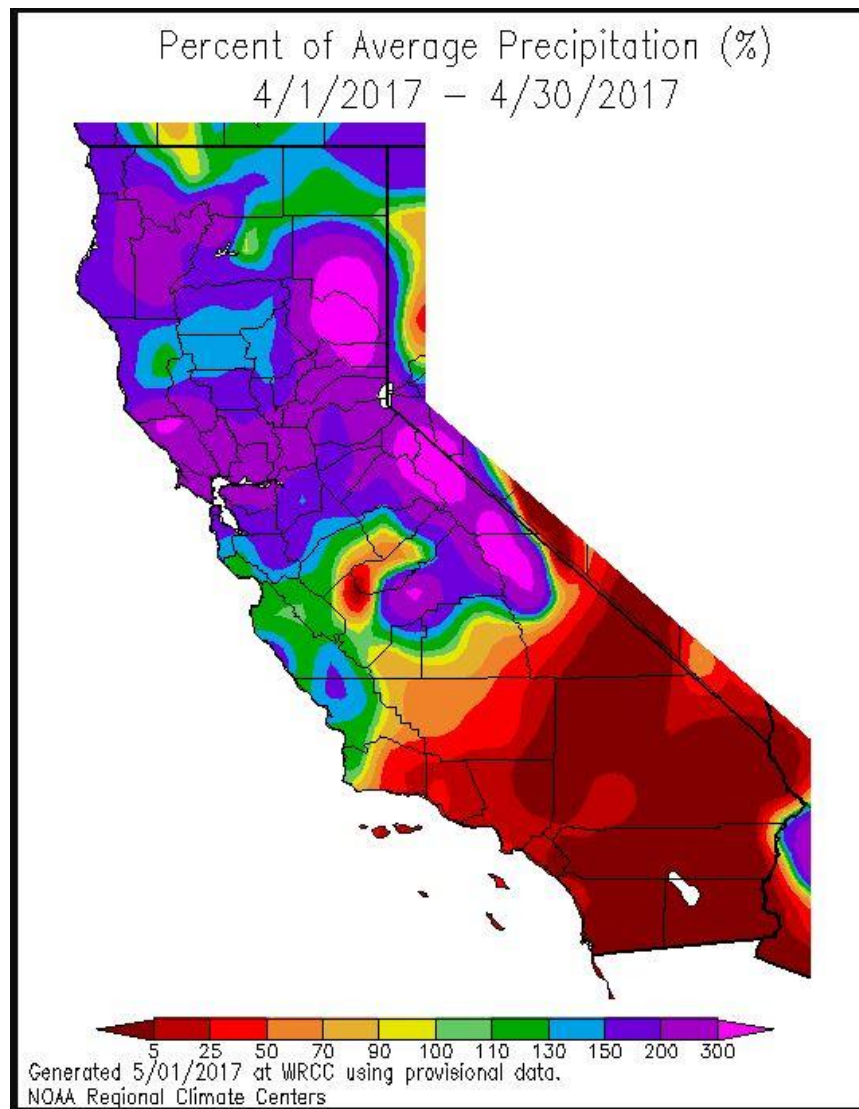 Percent of Average Precipitation (%)
4/1/2017 – 4/30/2017
5 25 50 70 90 100 110 130 150 200 300
Generated 5/01/2017 at WRCC using provisional data.
NOAA Regional Climate Centers